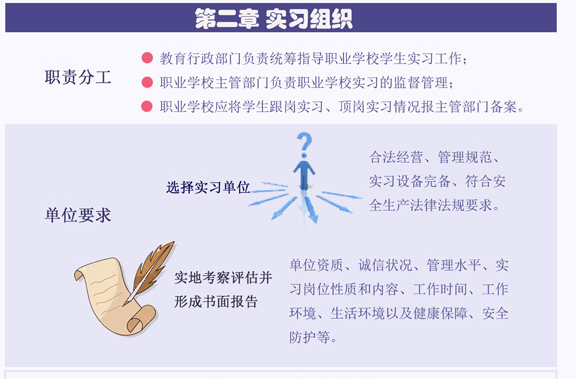 第二章 实习组织
职责分工
教育行政部门负责统筹指导职业学校学生实习工作；
职业学校主管部门负责职业学校实习的监督管理；
职业学校应将学生跟岗实习、顶岗实习情况报主管部门备案。
单位要求
选择实习单位
?
合法经营、管理规范、
实习设备完备、符合安
全生产法律法规要求。
实地考察评估并
形成书面报告
单位资质、诚信状况、管理水平、实
习岗位性质和内容、工作时间、工作
环境、生活环境以及健康保障、安全
防护等。